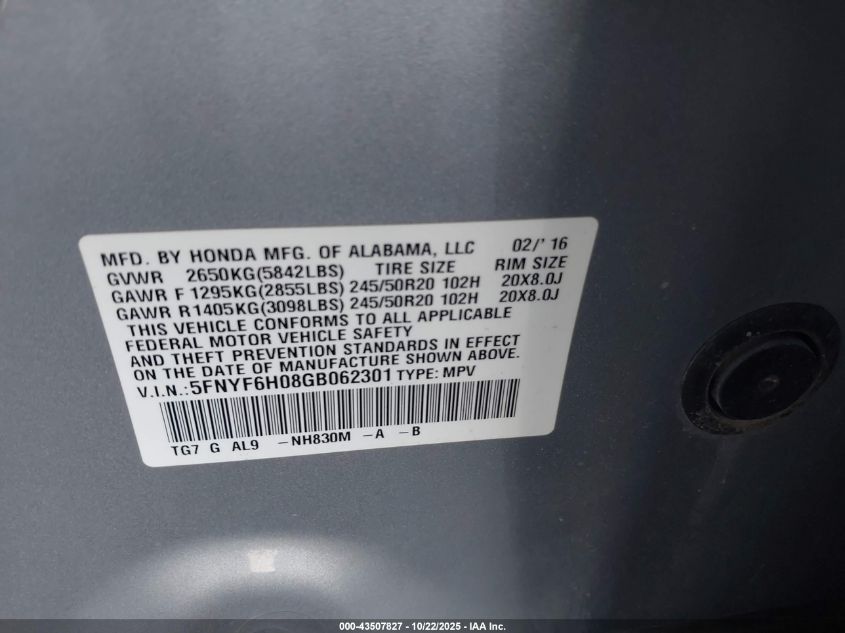 MFD. BY HONDA MFG. OF ALABAMA, LLC 02/'16
GVWR 2650KG(5842LBS) TIRE SIZE RIM SIZE
GAWR F 1295KG(2855LBS) 245/50R20 102H 20X8.0J
GAWR R1405KG(3098LBS) 245/50R20 102H 20X8.0J
THIS VEHICLE CONFORMS TO ALL APPLICABLE
FEDERAL MOTOR VEHICLE SAFETY
AND THEFT PREVENTION STANDARDS IN EFFECT
ON THE DATE OF MANUFACTURE SHOWN ABOVE.
V.I.N.:5FNYF6H08GB062301 TYPE: MPV
TG7 G AL9 -NH830M -A -B
000-43507827 - 10/22/2025 - IAA Inc.